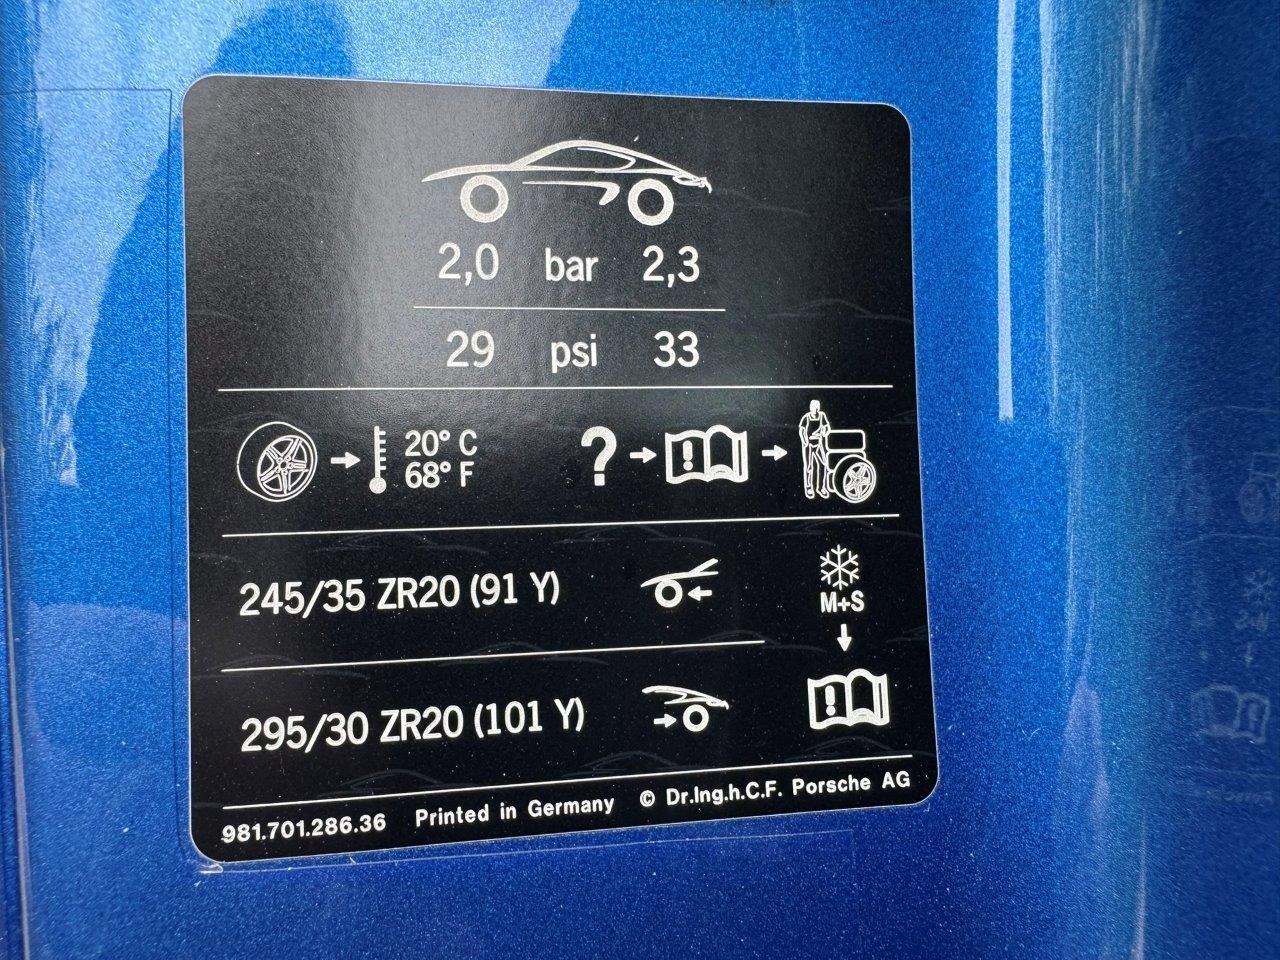 2,0 bar 2,3
29 psi 33
20° C
68° F
?
245/35 ZR20 (91 Y)
M+S
295/30 ZR20 (101 Y)
981.701.286.36 Printed in Germany © Dr.Ing.h.C.F. Porsche AG